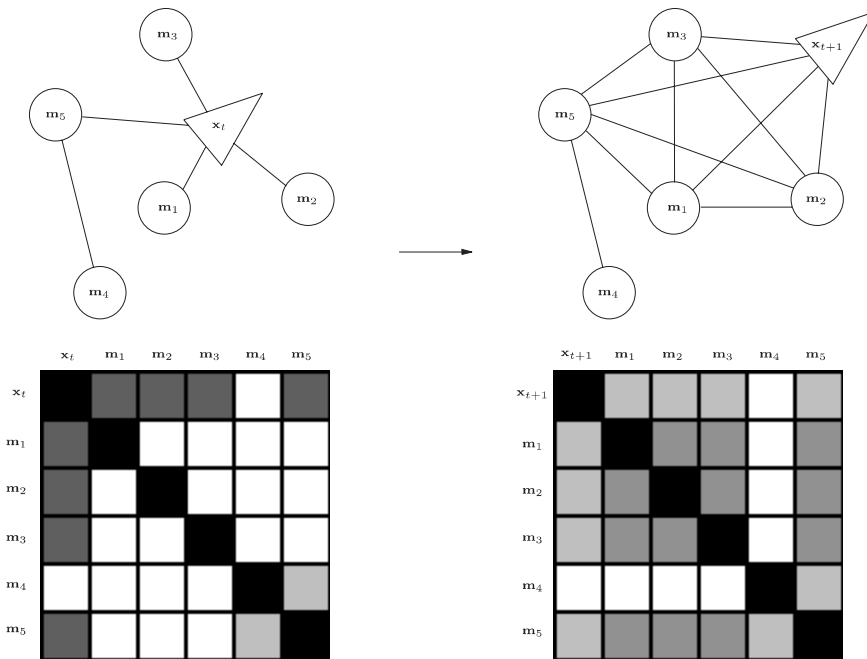 m₃
m₅
xₜ
m₁
m₂
m₄
m₃
xₜ₊₁
m₅
m₁
m₂
m₄
xₜ m₁ m₂ m₃ m₄ m₅
xₜ
m₁
m₂
m₃
m₄
m₅
xₜ₊₁ m₁ m₂ m₃ m₄ m₅
xₜ₊₁
m₁
m₂
m₃
m₄
m₅